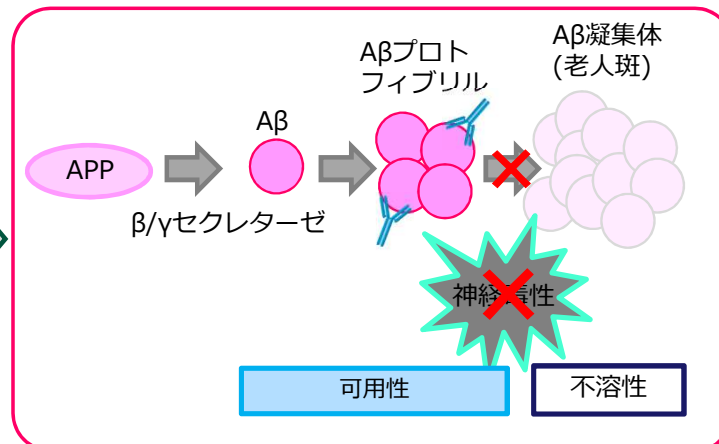 Aβ凝集体
(老人斑)
Aβプロト
フィブリル
Aβ
APP
β/γセクレターゼ
神経毒性
可用性
不溶性